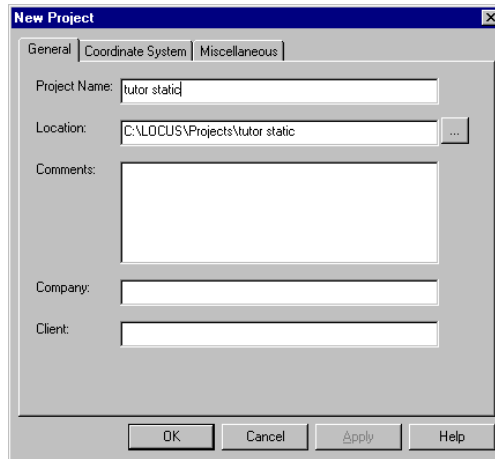 New Project
General Coordinate System Miscellaneous
Project Name: tutor static
Location: C:\LOCUS\Projects\tutor static ...
Comments:
Company:
Client:
OK Cancel Apply Help